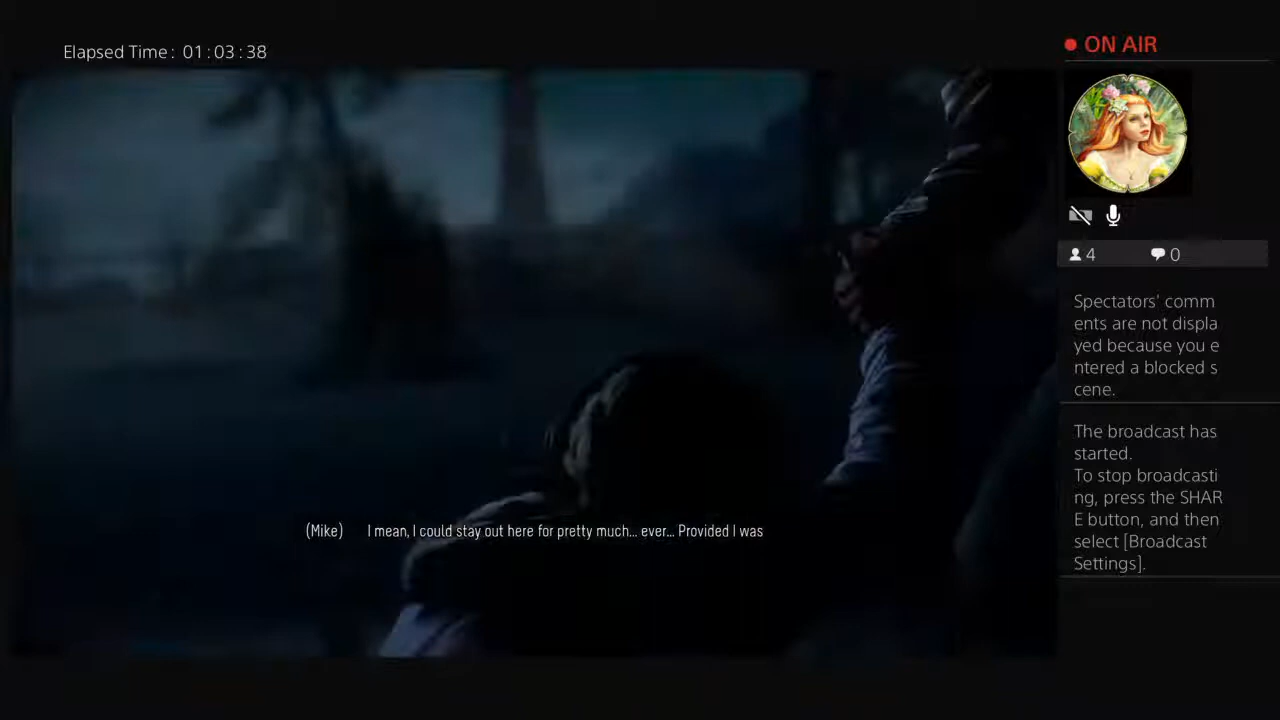 Elapsed Time: 01:03:38
ON AIR
4 0
Spectators' comm
ents are not displa
yed because you e
ntered a blocked s
cene.
The broadcast has
started.
To stop broadcasti
ng, press the SHAR
E button, and then
select [Broadcast
Settings].
(Mike) I mean, I could stay out here for pretty much... ever... Provided I was